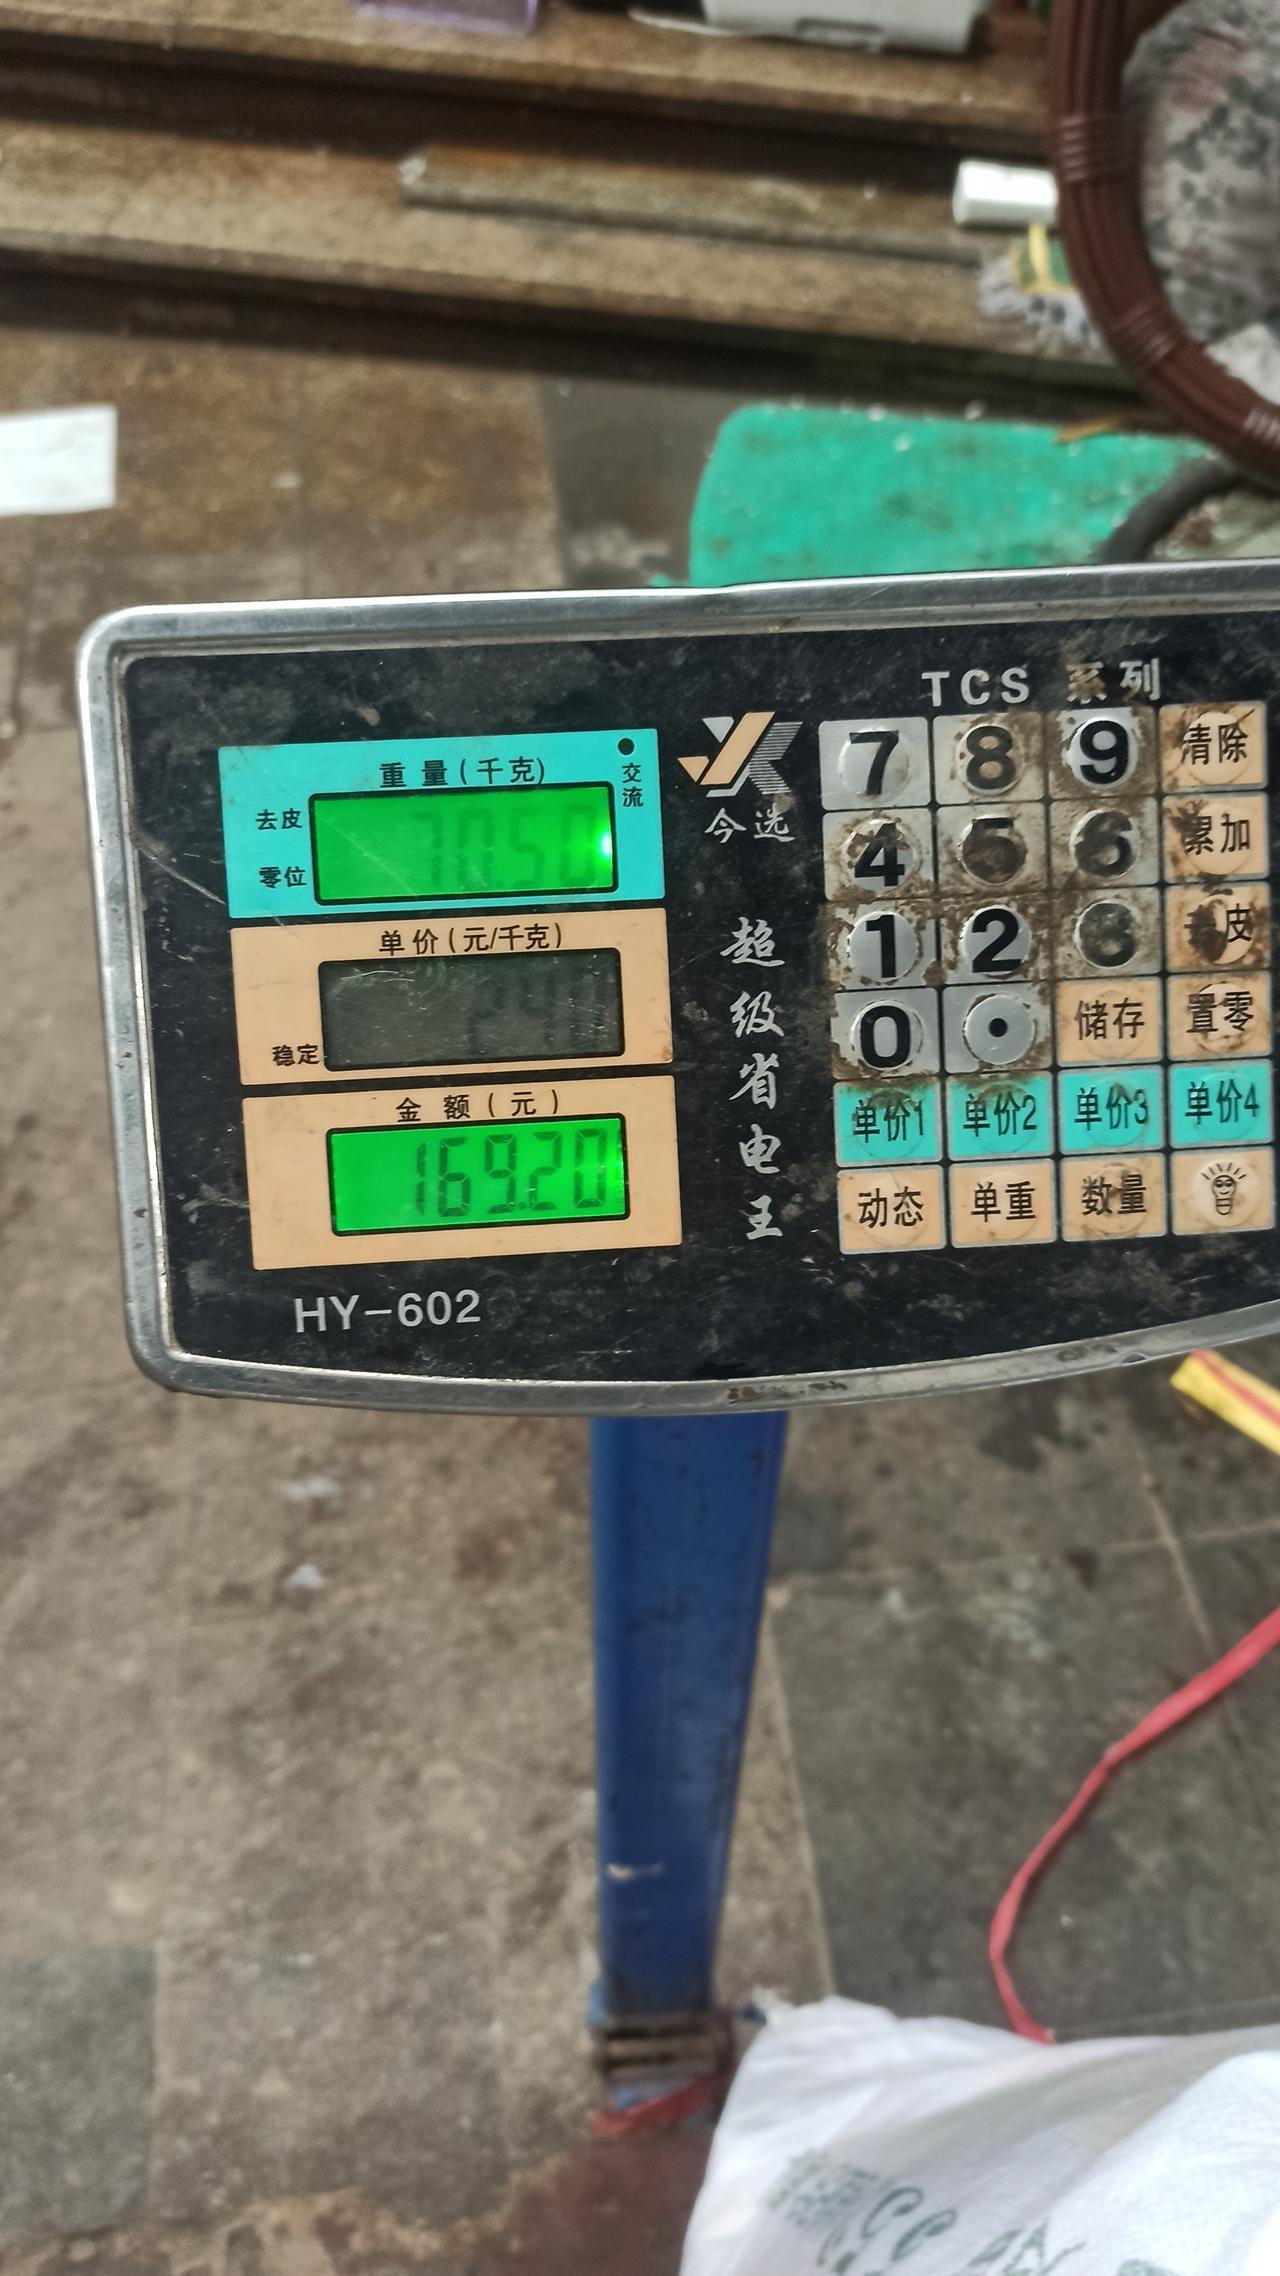 TCS 系列
重量(千克)
交流
去皮
70.50
零位
单价(元/千克)
稳定
金额(元)
169.20
HY-602
今选
超级省电王
7 8 9 清除
4 5 6 累加
1 2 3 皮
0 • 储存 置零
单价1 单价2 单价3 单价4
动态 单重 数量